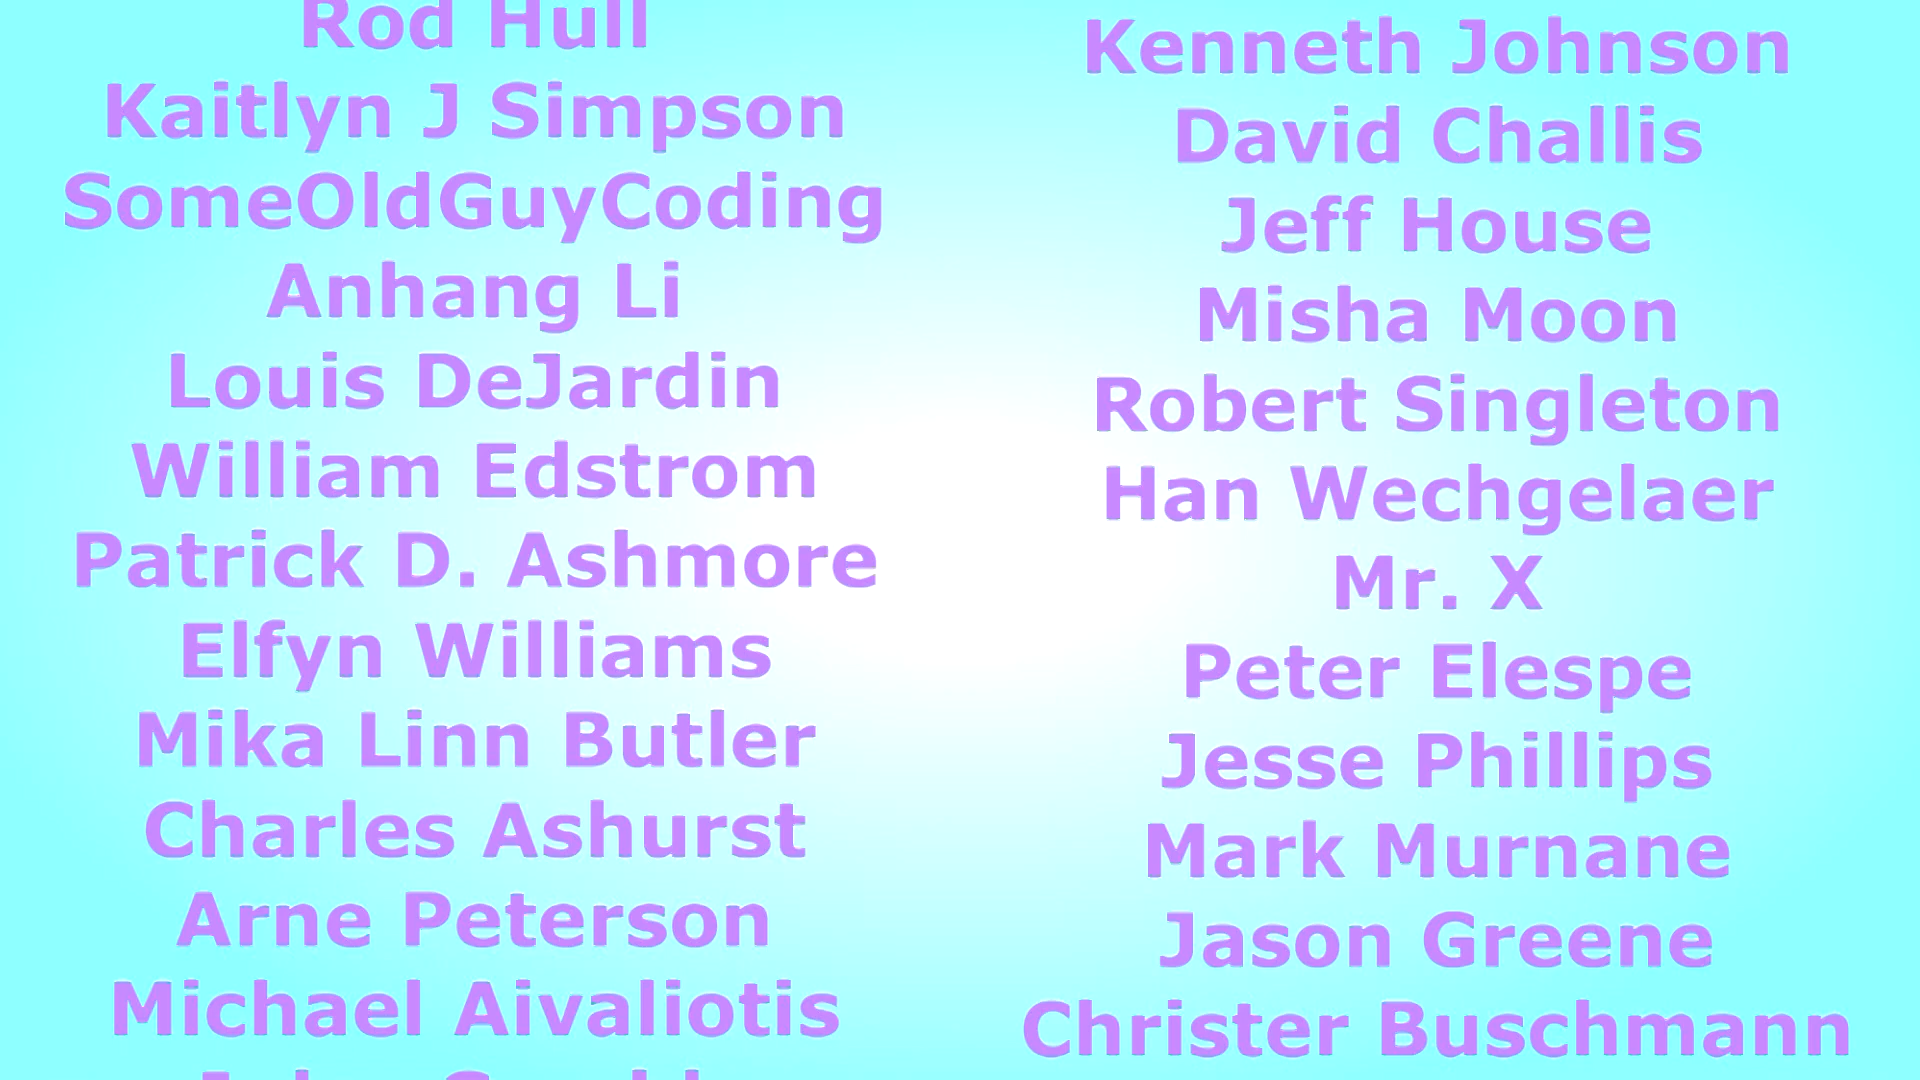 Rod Hull
Kaitlyn J Simpson
SomeOldGuyCoding
Anhang Li
Louis DeJardin
William Edstrom
Patrick D. Ashmore
Elfyn Williams
Mika Linn Butler
Charles Ashurst
Arne Peterson
Michael Aivaliotis
Kenneth Johnson
David Challis
Jeff House
Misha Moon
Robert Singleton
Han Wechgelaer
Mr. X
Peter Elespe
Jesse Phillips
Mark Murnane
Jason Greene
Christer Buschmann